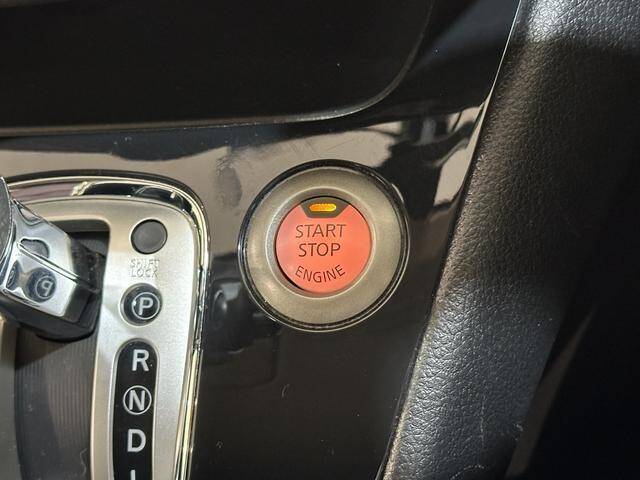 START
STOP
ENGINE
SHIFT
LOCK
P
R
N
D